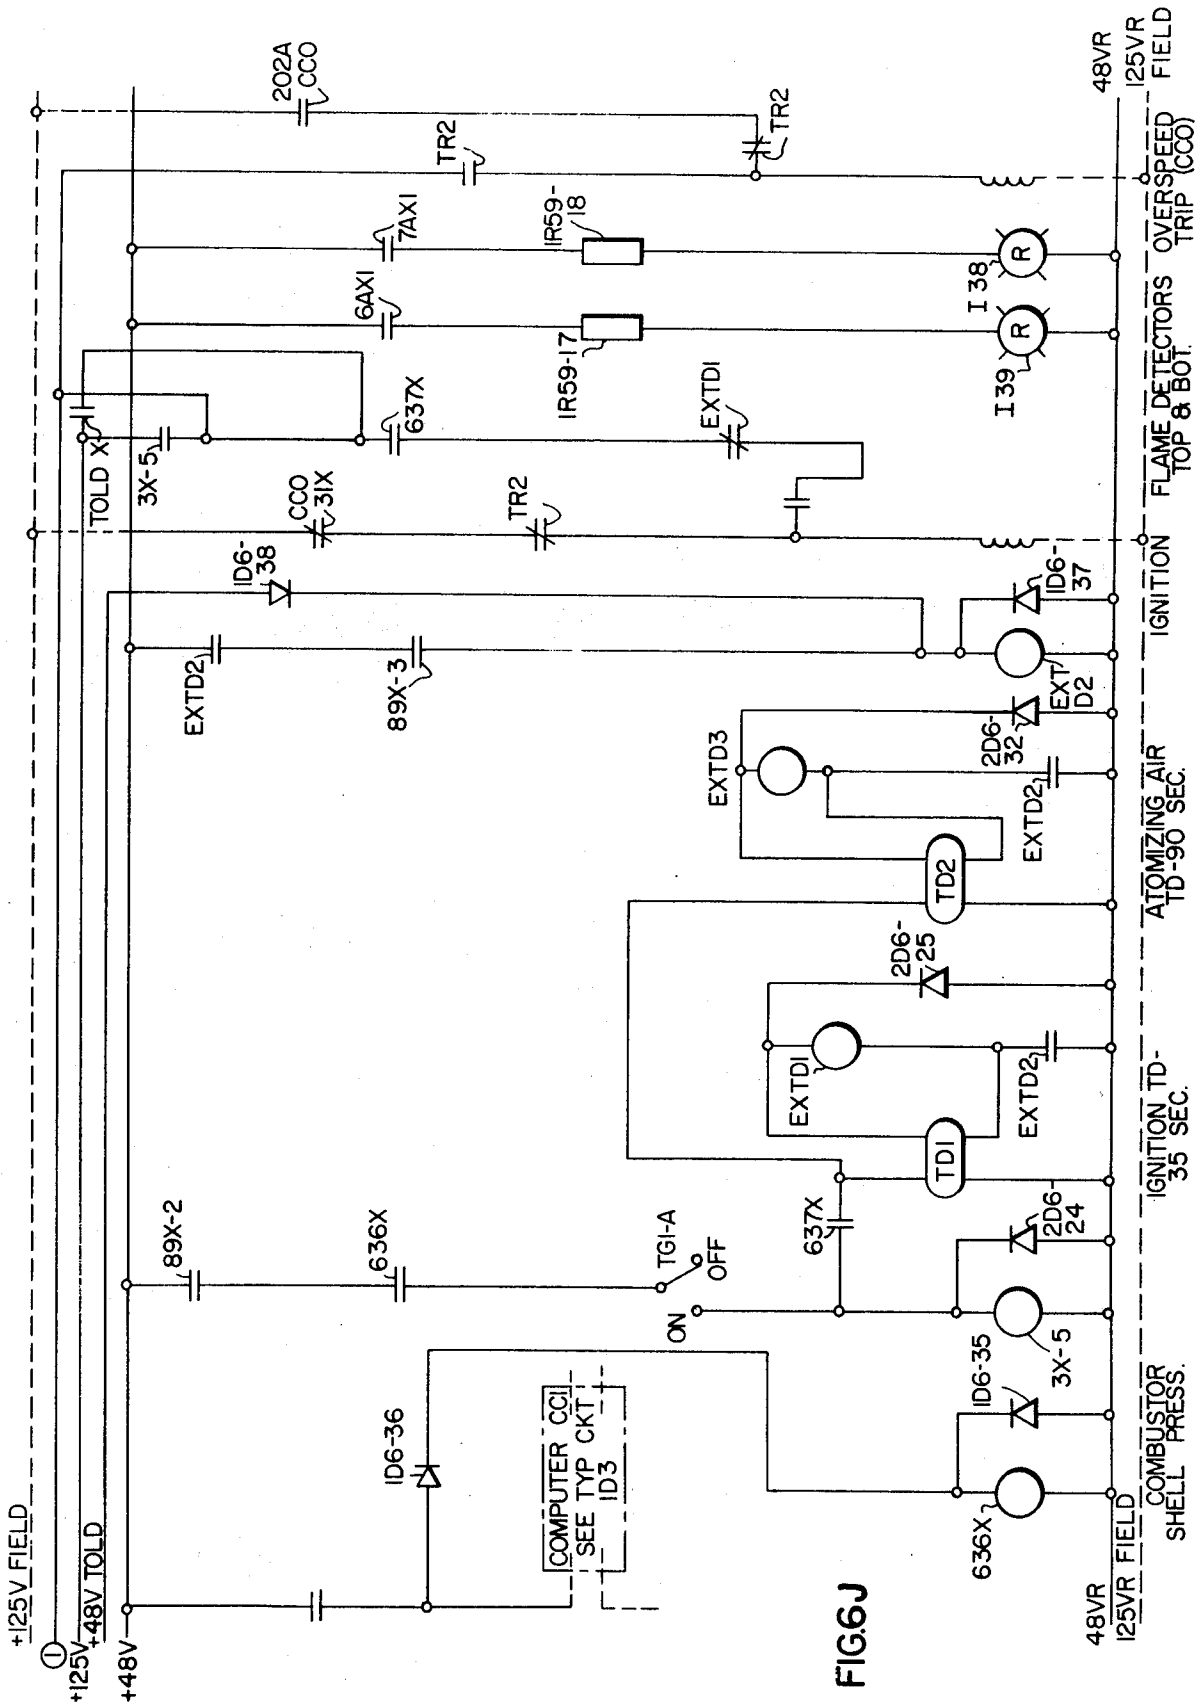 +125V FIELD
1
+125V
+48V TOLD
+48V
202A
CCO
TR2
TR2
7AX1
1R59-
18
I 38
R
6AX1
1R59-17
I 39
R
TOLD X
3X-5
637X
EXTD1
CCO
31X
TR2
1D6-
38
1D6-
37
EXTD2
89X-3
EXT
D2
EXTD3
2D6-
32
EXTD2
TD2
2D6-
25
EXTD1
EXTD2
TD1
89X-2
636X
TG1-A
OFF
ON
637X
2D6-
24
3X-5
1D6-36
COMPUTER CCI
SEE TYP CKT
1D3
1D6-35
636X
48VR
125VR FIELD
48VR
125VR
FIELD
COMBUSTOR
SHELL PRESS.
IGNITION TD-
35 SEC.
ATOMIZING AIR
TD-90 SEC.
IGNITION
FLAME DETECTORS
TOP & BOT.
OVERSPEED
TRIP (CCO)
FIG.6J